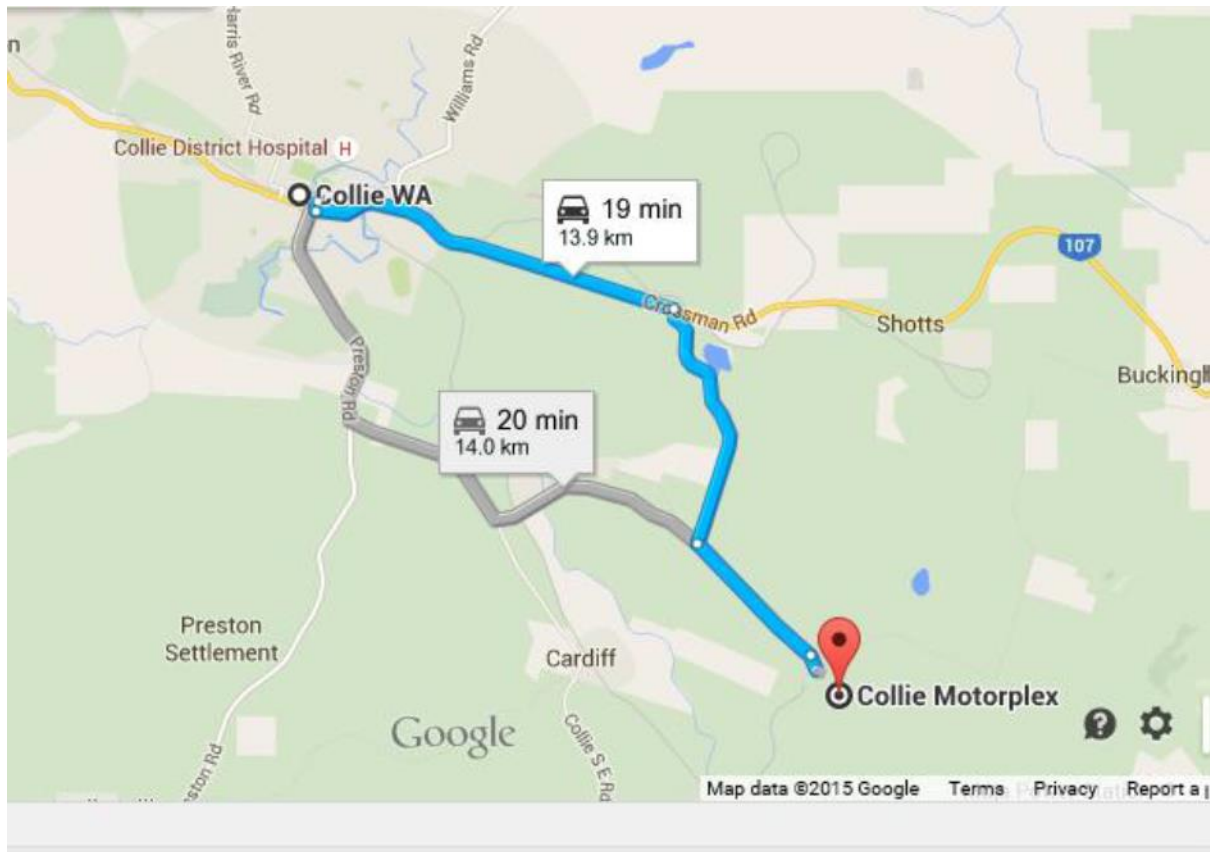 n
Harris River Rd
Williams Rd
Collie District Hospital H
Collie WA
19 min
13.9 km
107
Crossman Rd
Shotts
Preston Rd
20 min
14.0 km
Preston
Settlement
Cardiff
Collie Motorplex
Google
Collie S E Rd
Map data ©2015 Google Terms Privacy Report a